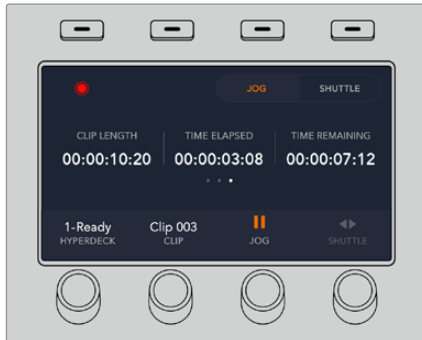 JOG SHUTTLE
CLIP LENGTH TIME ELAPSED TIME REMAINING
00:00:10:20 00:00:03:08 00:00:07:12
1-Ready Clip 003
HYPERDECK CLIP JOG SHUTTLE